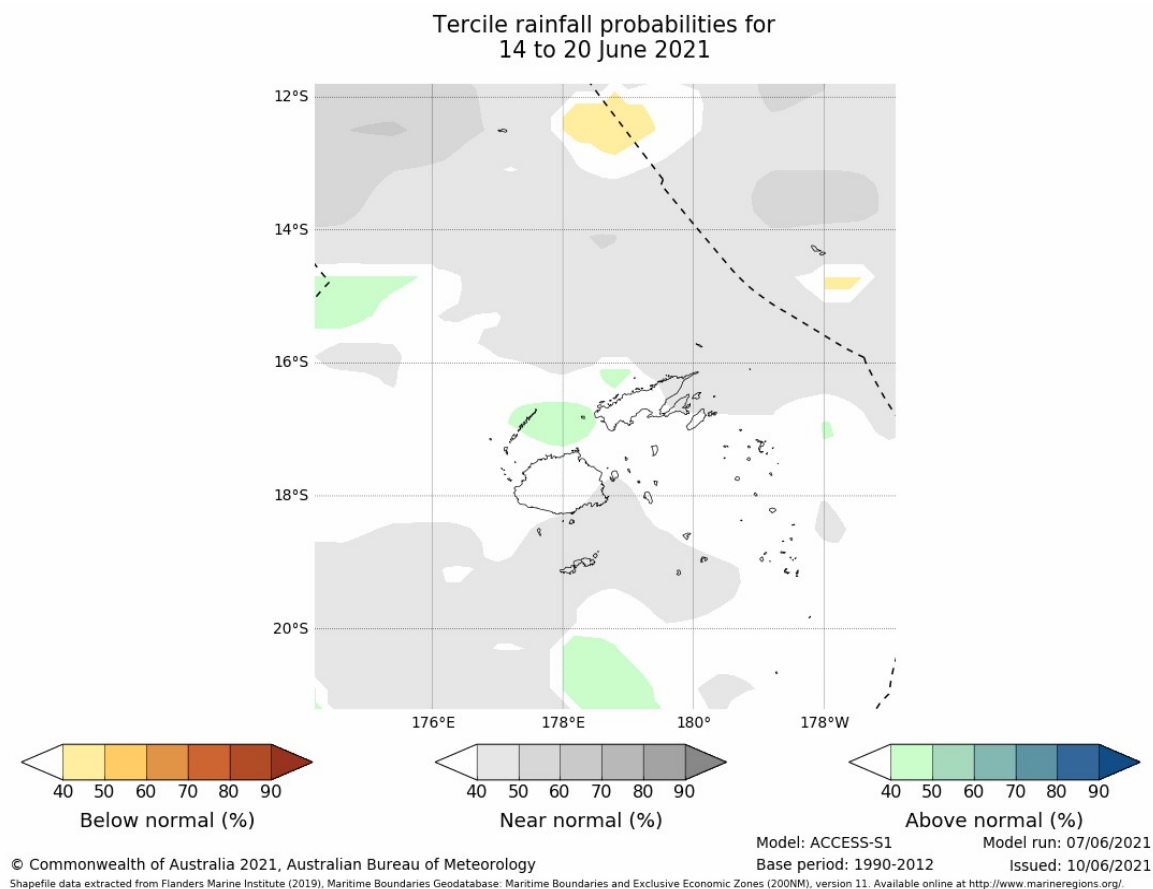 Tercile rainfall probabilities for
14 to 20 June 2021
12°S
14°S
16°S
18°S
20°S
176°E 178°E 180° 178°W
40 50 60 70 80 90
Below normal (%)
40 50 60 70 80 90
Near normal (%)
40 50 60 70 80 90
Above normal (%)
Model: ACCESS-S1 Model run: 07/06/2021
© Commonwealth of Australia 2021, Australian Bureau of Meteorology Base period: 1990-2012 Issued: 10/06/2021
Shapefile data extracted from Flanders Marine Institute (2019), Maritime Boundaries Geodatabase: Maritime Boundaries and Exclusive Economic Zones (200NM), version 11. Available online at http://www.marineregions.org/.